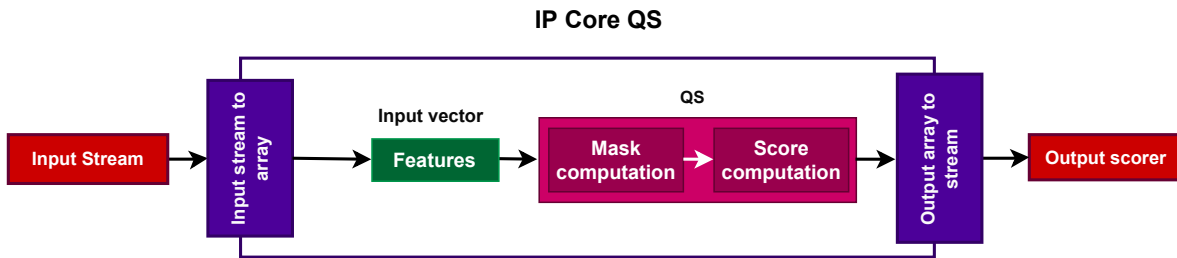 IP Core QS
Input Stream
Input stream to
array
Input vector
Features
QS
Mask
computation
Score
computation
Output array to
stream
Output scorer